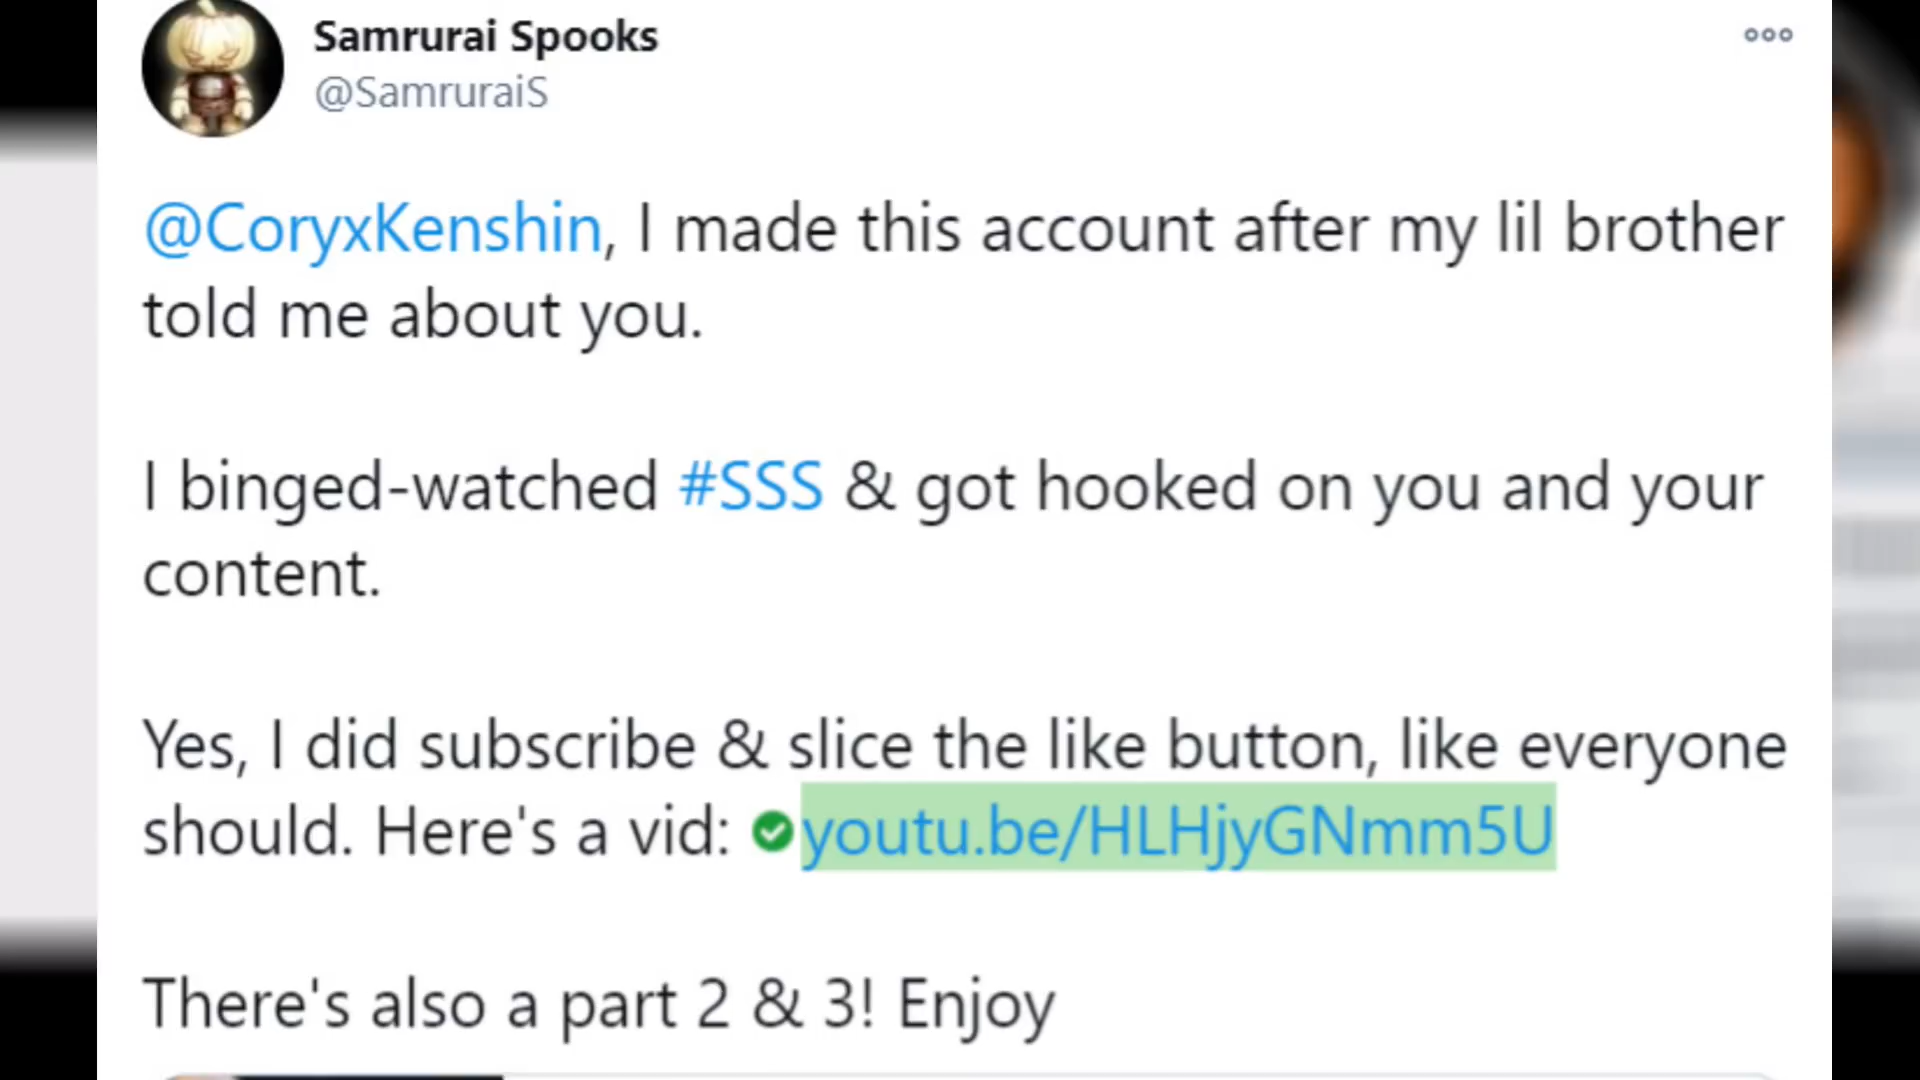 Samrurai Spooks
@SamruraiS
@CoryxKenshin, I made this account after my lil brother
told me about you.
I binged-watched #SSS & got hooked on you and your
content.
Yes, I did subscribe & slice the like button, like everyone
should. Here's a vid: youtu.be/HLHjyGNmm5U
There's also a part 2 & 3! Enjoy